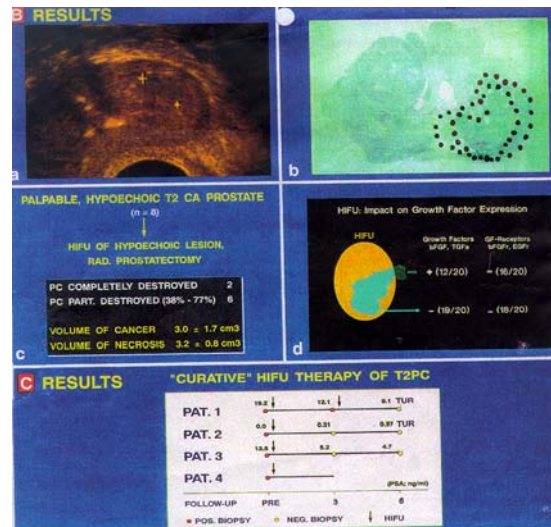 B RESULTS
a
b
PALPABLE, HYPOECHOIC T2 CA PROSTATE
(n = 8)
HIFU OF HYPOECHOIC LESION,
RAD. PROSTATECTOMY
PC COMPLETELY DESTROYED 2
PC PART. DESTROYED (38% - 77%) 6
VOLUME OF CANCER 3.0 ± 1.7 cm3
VOLUME OF NECROSIS 3.2 ± 0.8 cm3
c
HIFU: Impact on Growth Factor Expression
HIFU
Growth Factors GF-Receptors
bFGF, TGFa bFGFr, EGFr
+ (12/20) = (16/20)
- (19/20) = (18/20)
d
C RESULTS "CURATIVE" HIFU THERAPY OF T2PC
PAT. 1 19.2 12.1 9.1 TUR
PAT. 2 0.0 0.31 0.87 TUR
PAT. 3 5.2 4.7
PAT. 4
(PSA; ng/ml)
FOLLOW-UP PRE 3 6
POS. BIOPSY NEG. BIOPSY HIFU